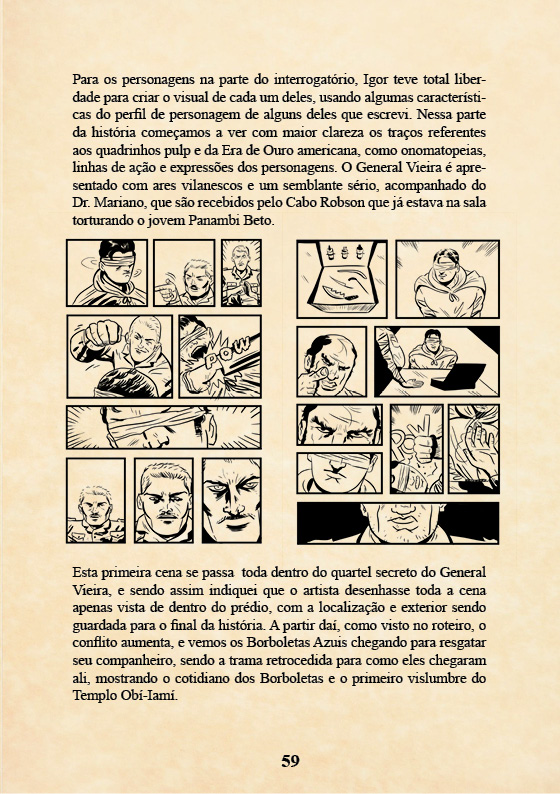 Para os personagens na parte do interrogatório, Igor teve total liber-
dade para criar o visual de cada um deles, usando algumas característi-
cas do perfil de personagem de alguns deles que escrevi. Nessa parte
da história começamos a ver com maior clareza os traços referentes
aos quadrinhos pulp e da Era de Ouro americana, como onomatopeias,
linhas de ação e expressões dos personagens. O General Vieira é apre-
sentado com ares vilanescos e um semblante sério, acompanhado do
Dr. Mariano, que são recebidos pelo Cabo Robson que já estava na sala
torturando o jovem Panambi Beto.
POW
POW
Esta primeira cena se passa  toda dentro do quartel secreto do General
Vieira, e sendo assim indiquei que o artista desenhasse toda a cena
apenas vista de dentro do prédio, com a localização e exterior sendo
guardada para o final da história. A partir daí, como visto no roteiro, o
conflito aumenta, e vemos os Borboletas Azuis chegando para resgatar
seu companheiro, sendo a trama retrocedida para como eles chegaram
ali, mostrando o cotidiano dos Borboletas e o primeiro vislumbre do
Templo Obí-Iamí.
59